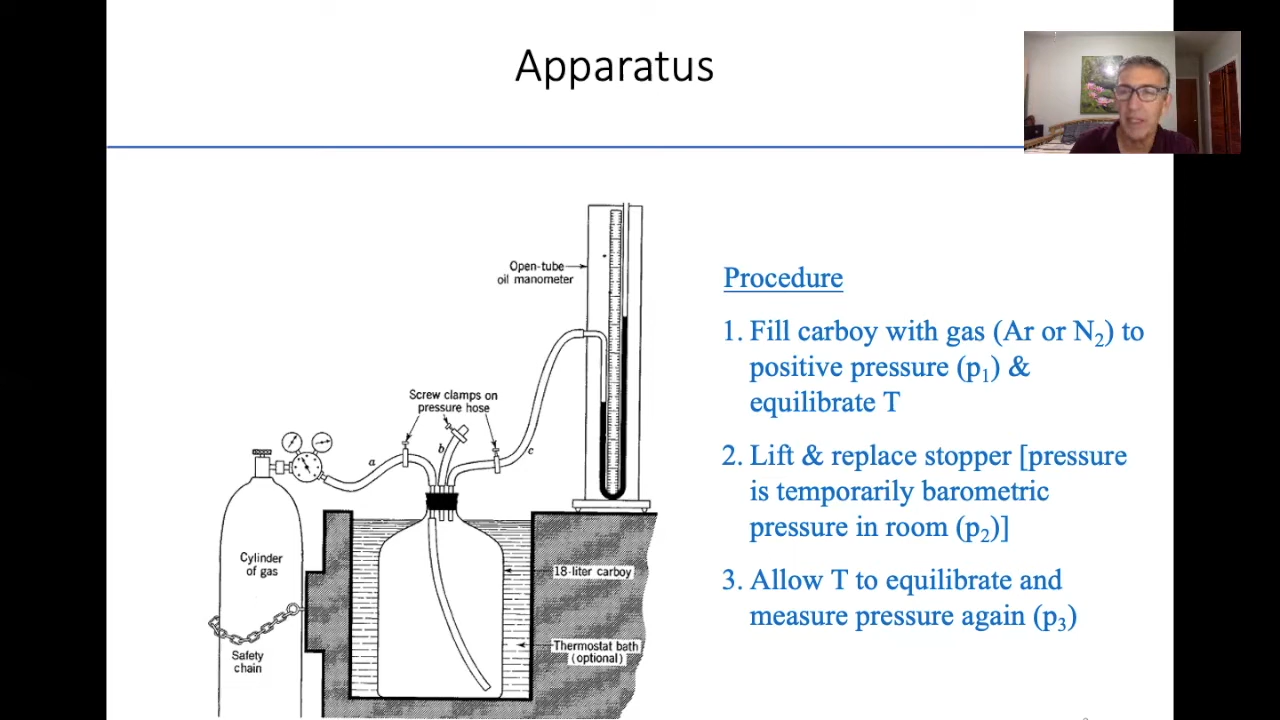 Apparatus
Open-tube
oil manometer
Screw clamps on
pressure hose
a
b
c
Cylinder
of gas
18-liter carboy
Thermostat bath
(optional)
Safety
chain
Procedure
1. Fill carboy with gas (Ar or N₂) to
positive pressure (p₁) &
equilibrate T
2. Lift & replace stopper [pressure
is temporarily barometric
pressure in room (p₂)]
3. Allow T to equilibrate and
measure pressure again (p₃)